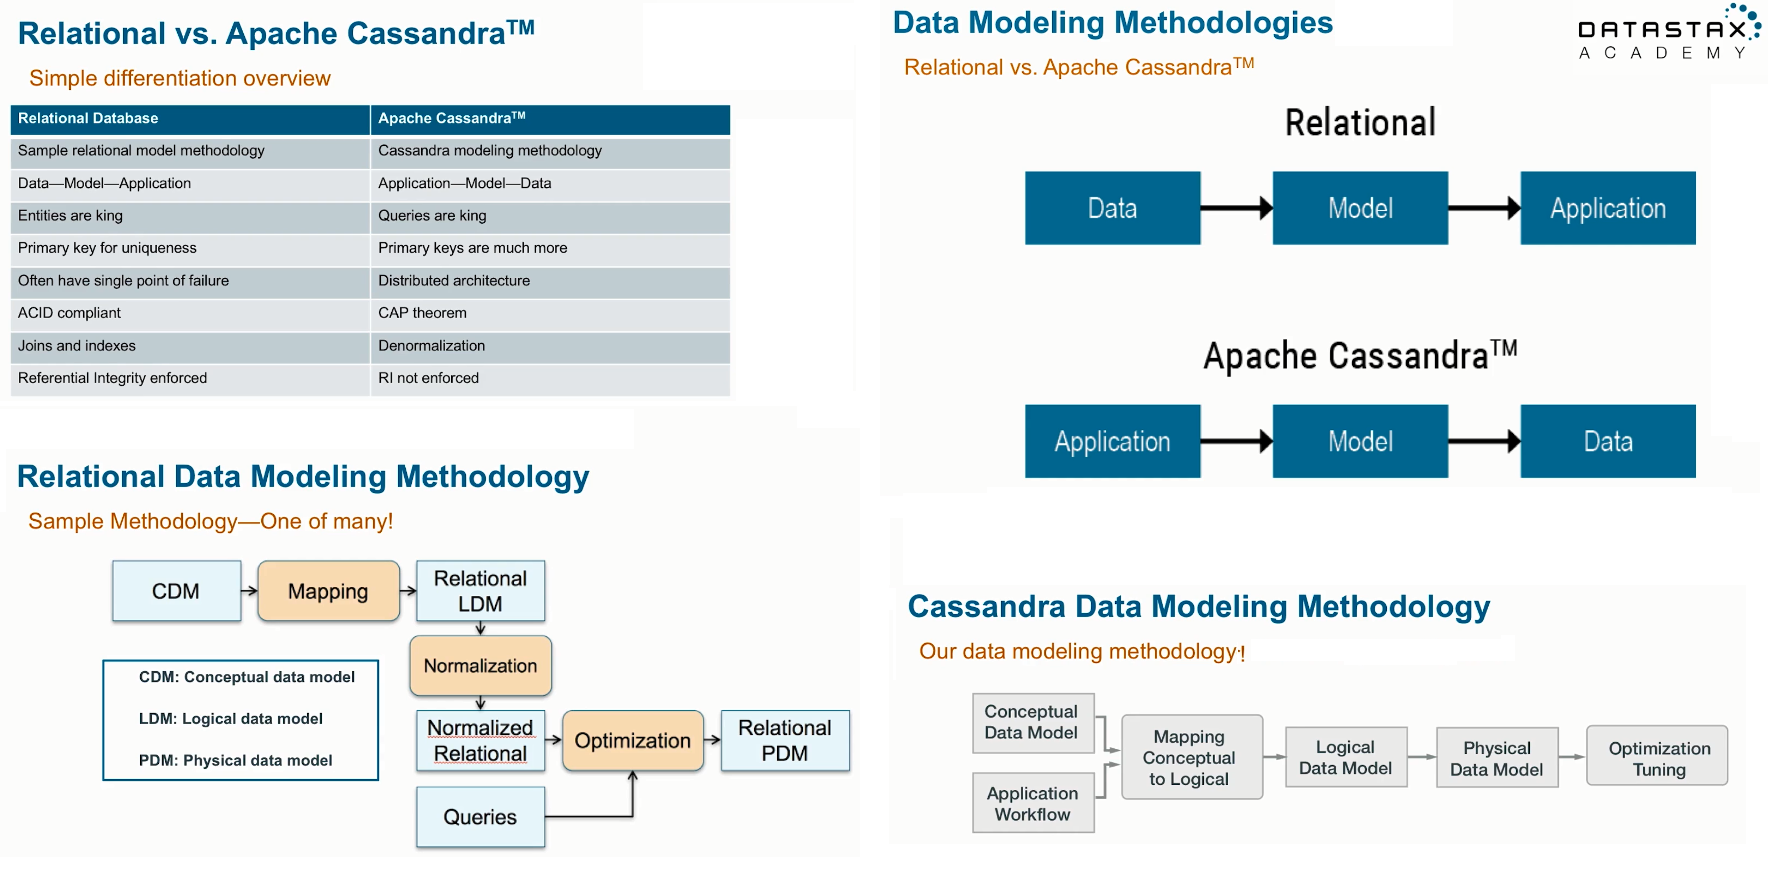 Relational vs. Apache Cassandra™
Simple differentiation overview
Relational Database
Apache Cassandra™
Sample relational model methodology
Cassandra modeling methodology
Data—Model—Application
Application—Model—Data
Entities are king
Queries are king
Primary key for uniqueness
Primary keys are much more
Often have single point of failure
Distributed architecture
ACID compliant
CAP theorem
Joins and indexes
Denormalization
Referential Integrity enforced
RI not enforced
Data Modeling Methodologies
Relational vs. Apache Cassandra™
DATASTAX
ACADEMY
Relational
Data
Model
Application
Apache Cassandra™
Application
Model
Data
Relational Data Modeling Methodology
Sample Methodology—One of many!
CDM
Mapping
Relational
LDM
Normalization
CDM: Conceptual data model
LDM: Logical data model
PDM: Physical data model
Normalized
Relational
Optimization
Relational
PDM
Queries
Cassandra Data Modeling Methodology
Our data modeling methodology!
Conceptual
Data Model
Application
Workflow
Mapping
Conceptual
to Logical
Logical
Data Model
Physical
Data Model
Optimization
Tuning